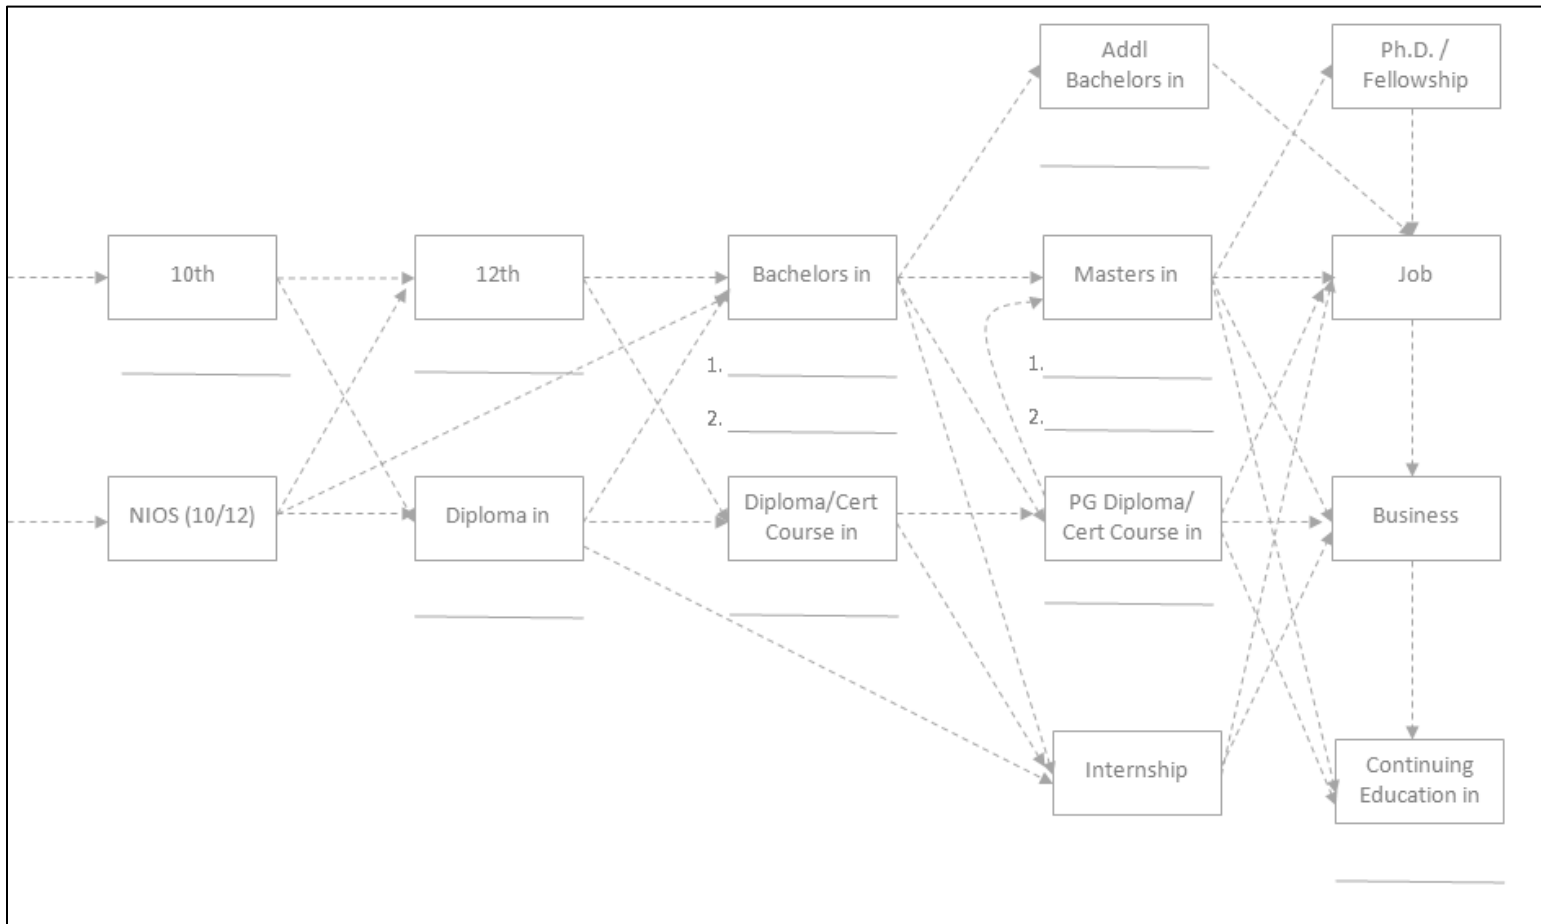 Addl
Bachelors in
Ph.D. /
Fellowship
10th
12th
Bachelors in
Masters in
Job
1.
2.
1.
2.
NIOS (10/12)
Diploma in
Diploma/Cert
Course in
PG Diploma/
Cert Course in
Business
Internship
Continuing
Education in